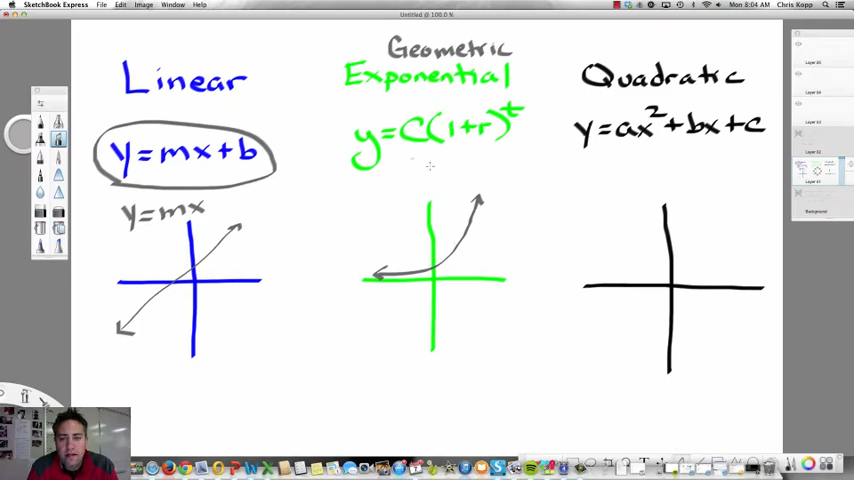 SketchBook Express File Edit Image Window Help
Mon 8:04 AM Chris Kopp
Untitled @ 100.0 %
Linear
y=mx+b
y=mx
Geometric
Exponential
y=C(1+r)^t
Quadratic
y=ax²+bx+c
Background